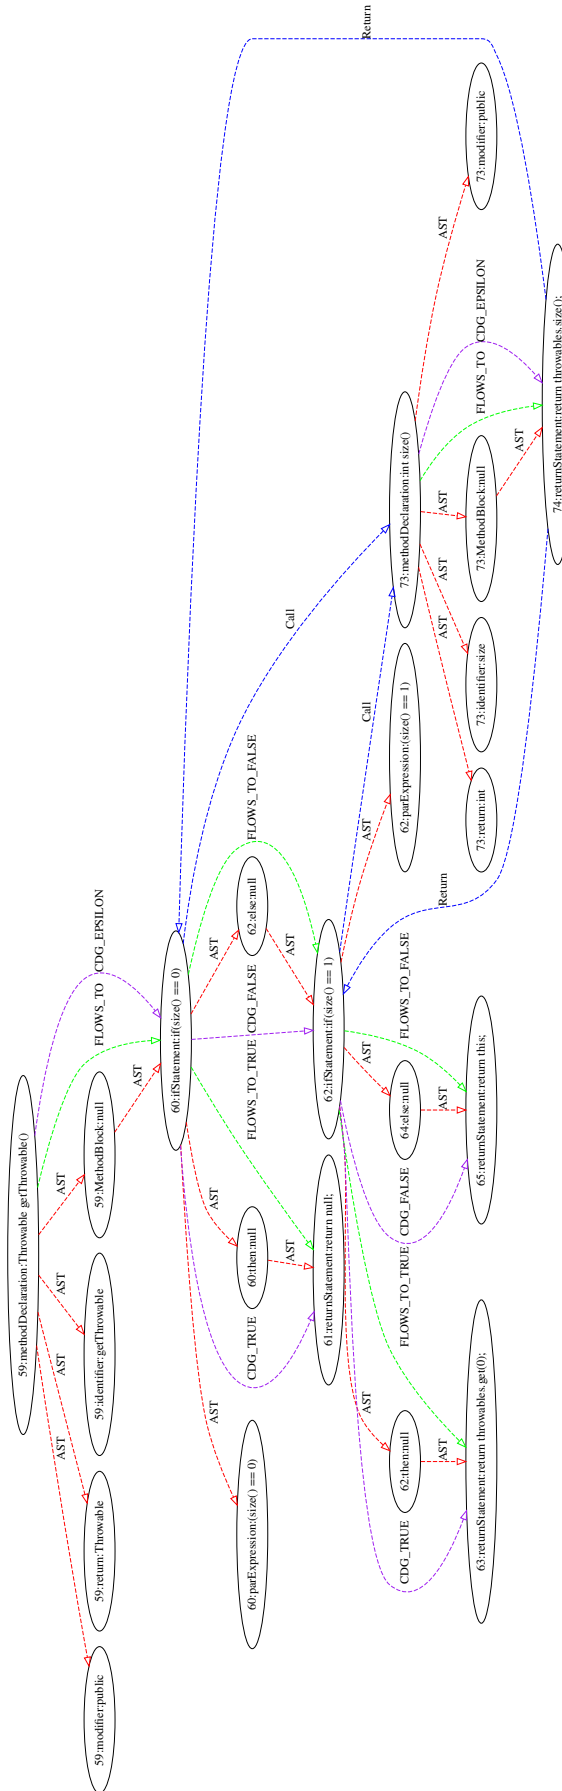 59:methodDeclaration:Throwable getThrowable()
AST
AST
AST
AST
FLOWS_TO
CDG_EPSILON
59:modifier:public
59:return:Throwable
59:identifier:getThrowable
59:MethodBlock:null
AST
60:ifStatement:if(size() == 0)
AST
CDG_TRUE
AST
FLOWS_TO_TRUE
CDG_FALSE
AST
FLOWS_TO_FALSE
Call
Return
60:parExpression:(size() == 0)
60:then:null
AST
62:else:null
AST
61:returnStatement:return null;
62:ifStatement:if(size() == 1)
CDG_TRUE
AST
FLOWS_TO_TRUE
CDG_FALSE
AST
FLOWS_TO_FALSE
AST
Call
Return
62:then:null
AST
64:else:null
AST
62:parExpression:(size() == 1)
73:methodDeclaration:int size()
63:returnStatement:return throwables.get(0);
65:returnStatement:return this;
AST
AST
AST
FLOWS_TO
CDG_EPSILON
AST
73:return:int
73:identifier:size
73:MethodBlock:null
73:modifier:public
AST
74:returnStatement:return throwables.size();